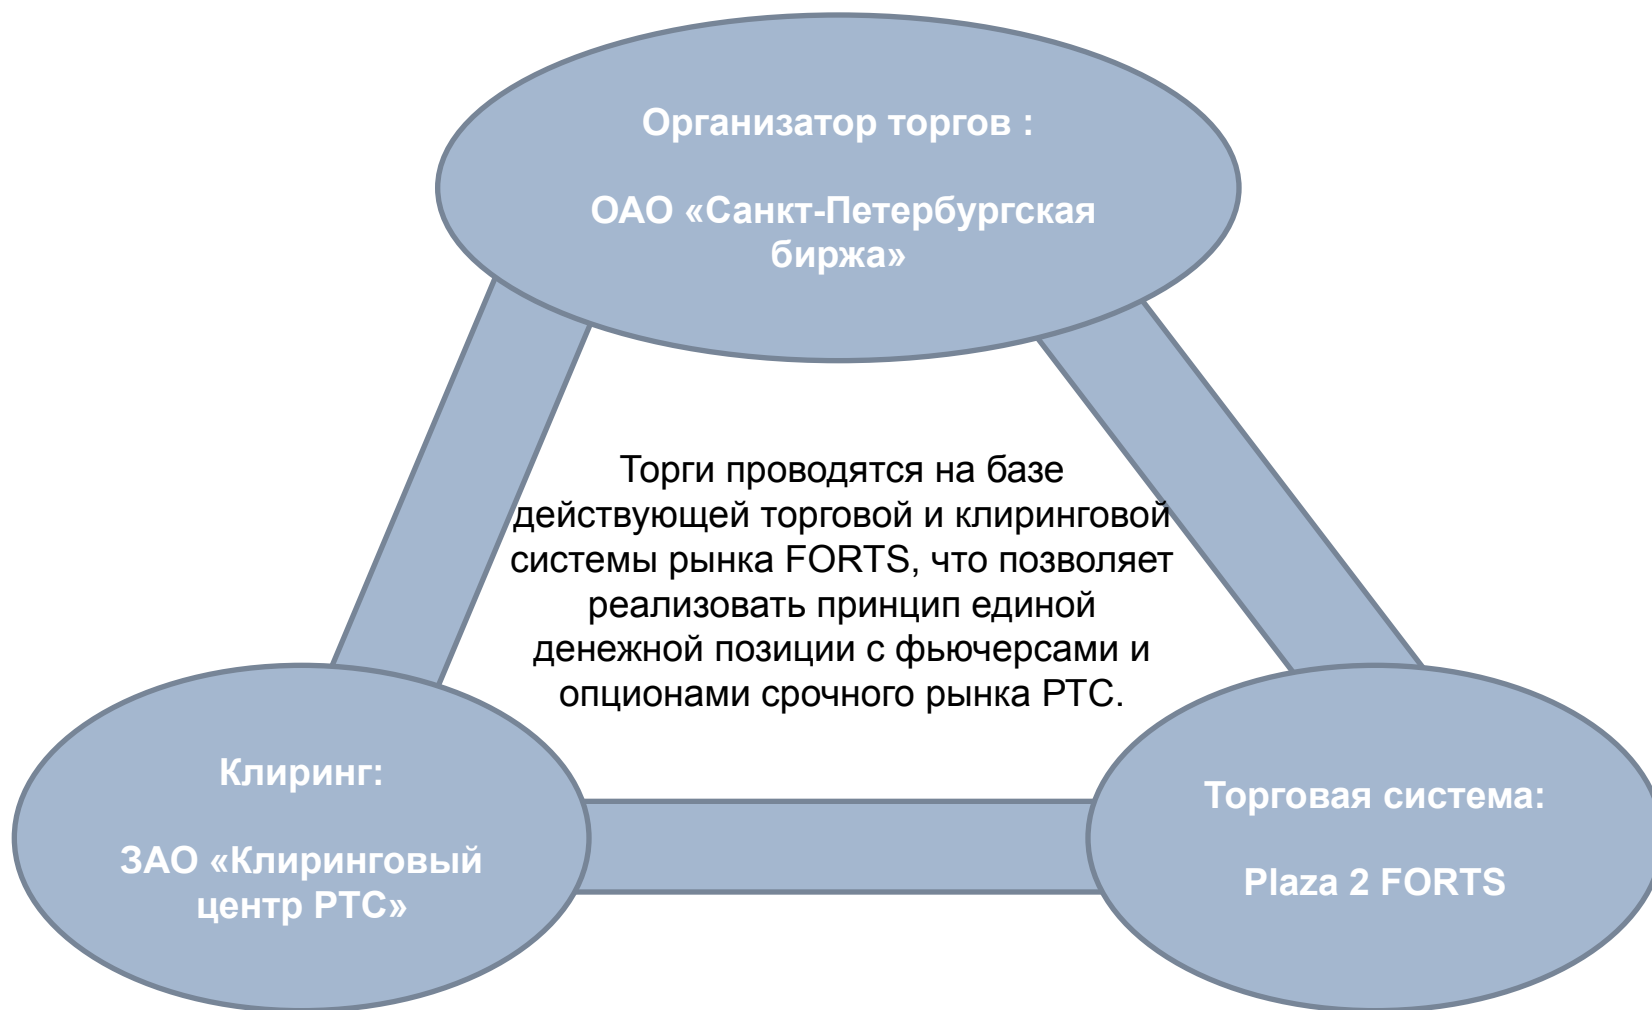 Организатор торгов :
ОАО «Санкт-Петербургская
биржа»
Торги проводятся на базе
действующей торговой и клиринговой
системы рынка FORTS, что позволяет
реализовать принцип единой
денежной позиции с фьючерсами и
опционами срочного рынка РТС.
Клиринг:
ЗАО «Клиринговый
центр РТС»
Торговая система:
Plaza 2 FORTS